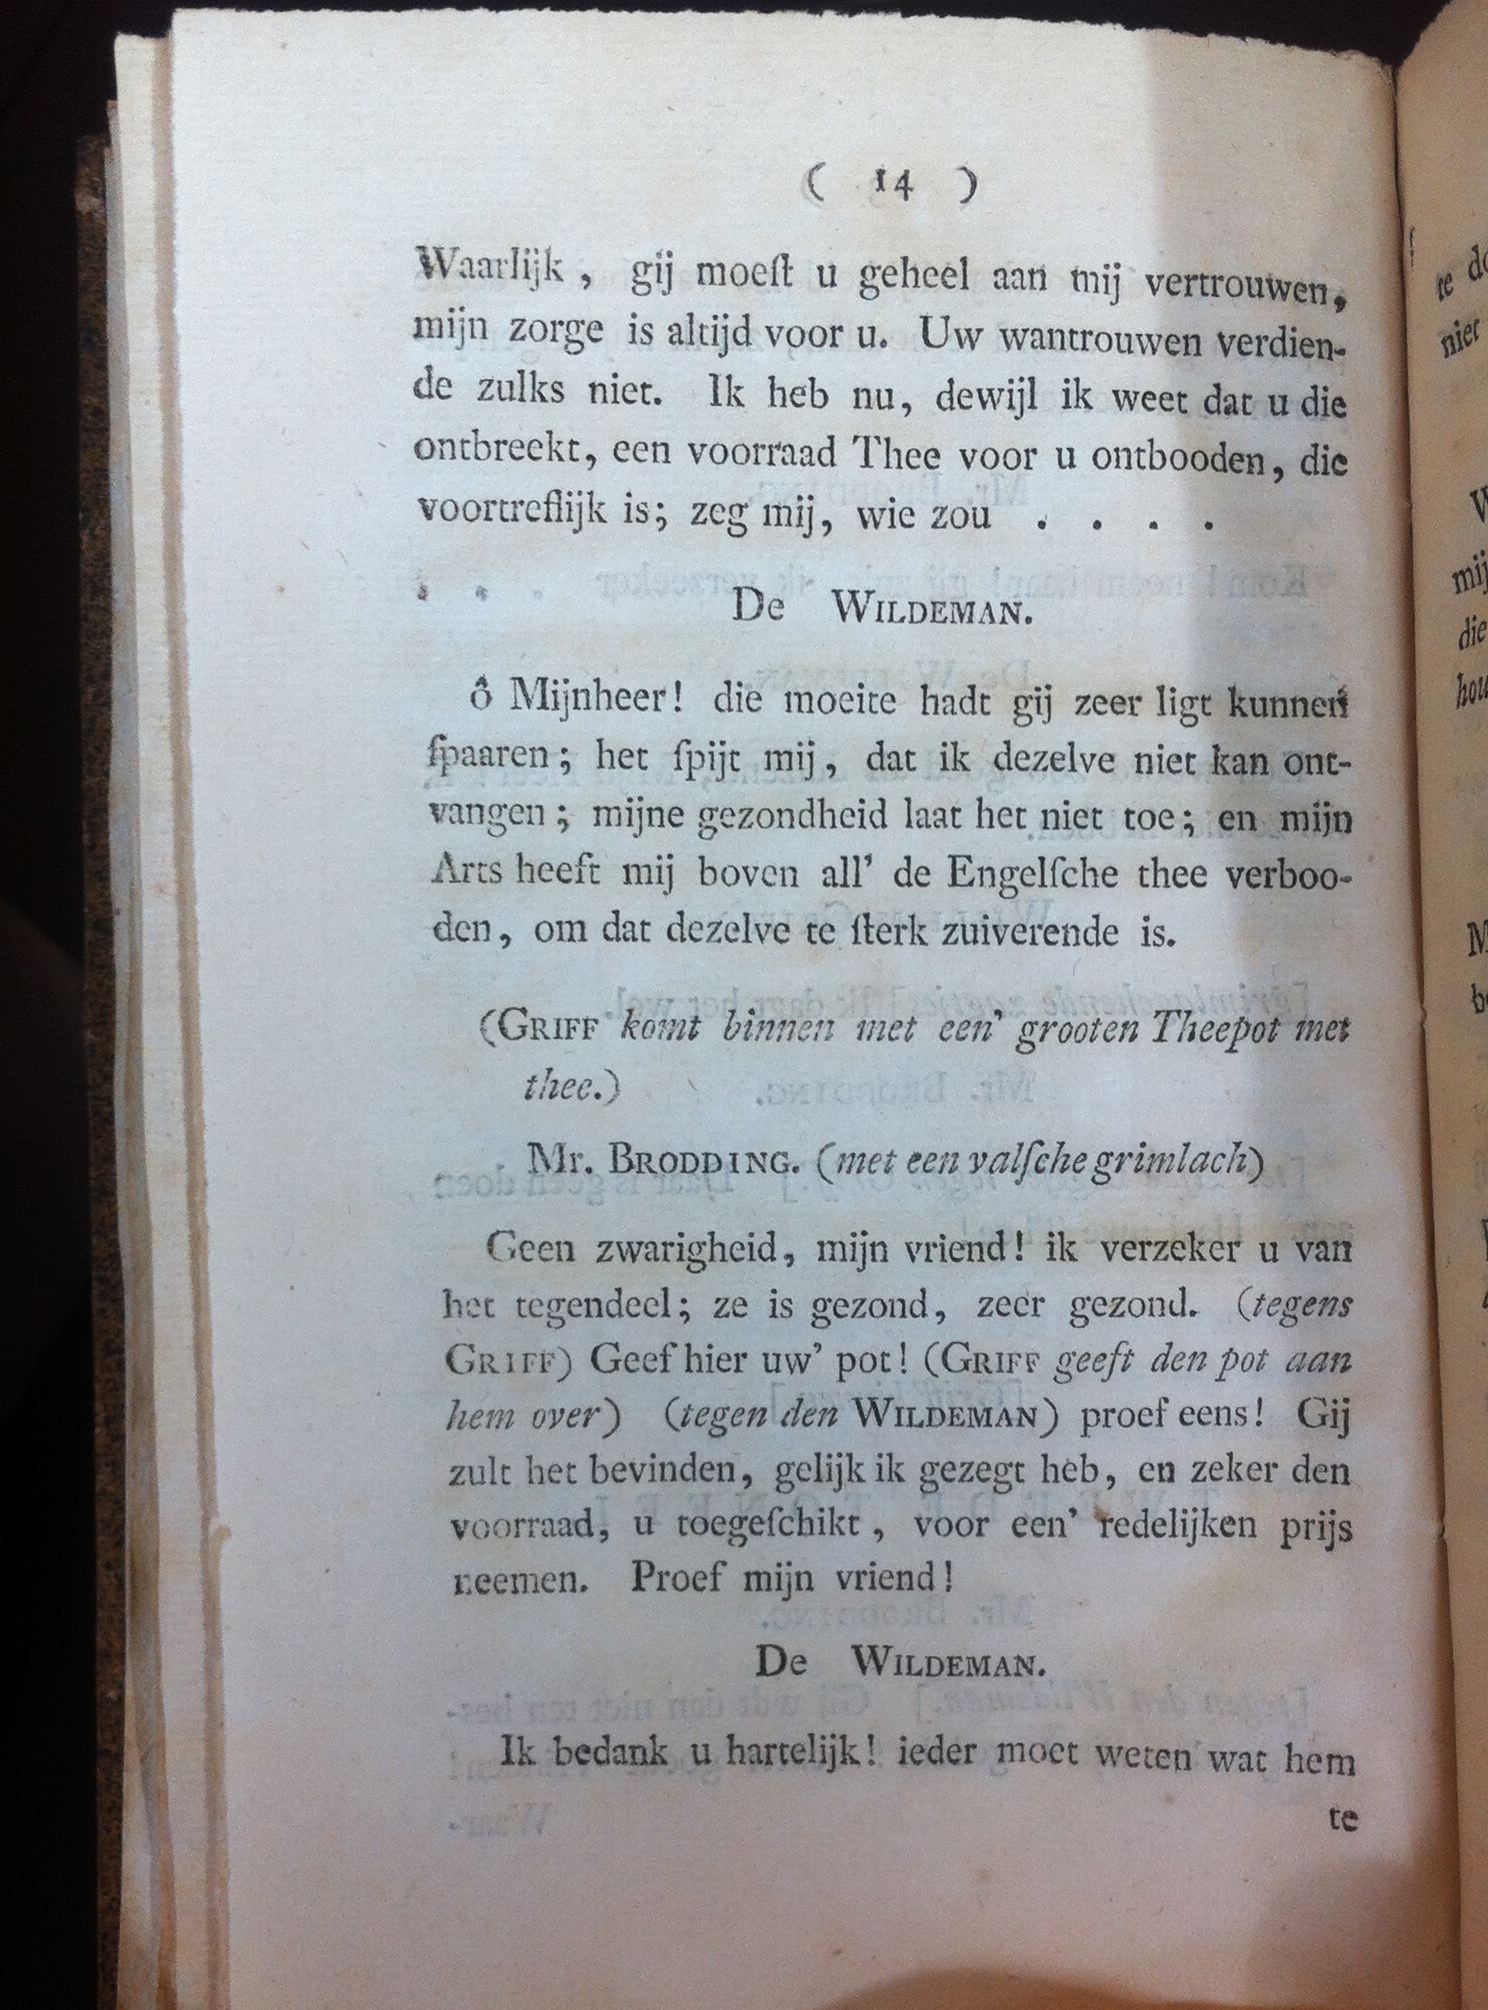 ( 14 )
Waarlijk, gij moeſt u geheel aan mij vertrouwen,
mijn zorge is altijd voor u. Uw wantrouwen verdien-
de zulks niet. Ik heb nu, dewijl ik weet dat u die
ontbreekt, een voorraad Thee voor u ontbooden, die
voortreflijk is; zeg mij, wie zou . . . .
De WILDEMAN.
ô Mijnheer! die moeite hadt gij zeer ligt kunnen
ſpaaren; het ſpijt mij, dat ik dezelve niet kan ont-
vangen; mijne gezondheid laat het niet toe; en mijn
Arts heeft mij boven all' de Engelſche thee verboo-
den, om dat dezelve te ſterk zuiverende is.
(GRIFF komt binnen met een' grooten Theepot met
thee.)
Mr. BRODDING. (met een valſche grimlach)
Geen zwarigheid, mijn vriend! ik verzeker u van
het tegendeel; ze is gezond, zeer gezond. (tegens
GRIFF) Geef hier uw' pot! (GRIFF geeft den pot aan
hem over) (tegen den WILDEMAN) proef eens! Gij
zult het bevinden, gelijk ik gezegt heb, en zeker den
voorraad, u toegeſchikt, voor een' redelijken prijs
neemen. Proef mijn vriend!
De WILDEMAN.
Ik bedank u hartelijk! ieder moet weten wat hem
te
te
niet
mij
die